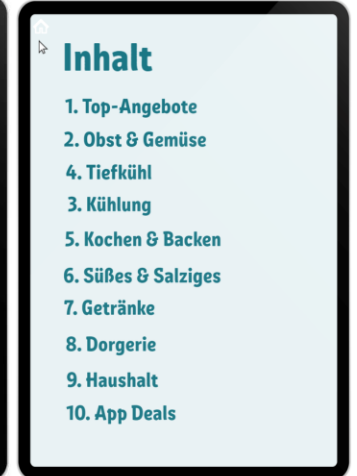 Inhalt
1. Top-Angebote
2. Obst & Gemüse
4. Tiefkühl
3. Kühlung
5. Kochen & Backen
6. Süßes & Salziges
7. Getränke
8. Dorgerie
9. Haushalt
10. App Deals